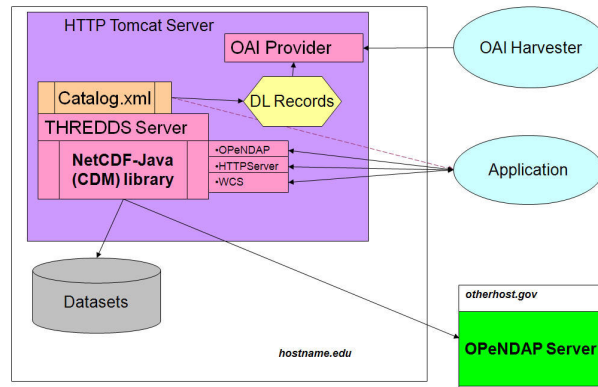 HTTP Tomcat Server
OAI Provider
OAI Harvester
Catalog.xml
DL Records
THREDDS Server
NetCDF-Java
(CDM) library
•OPeNDAP
•HTTPServer
•WCS
Application
Datasets
hostname.edu
otherhost.gov
OPeNDAP Server